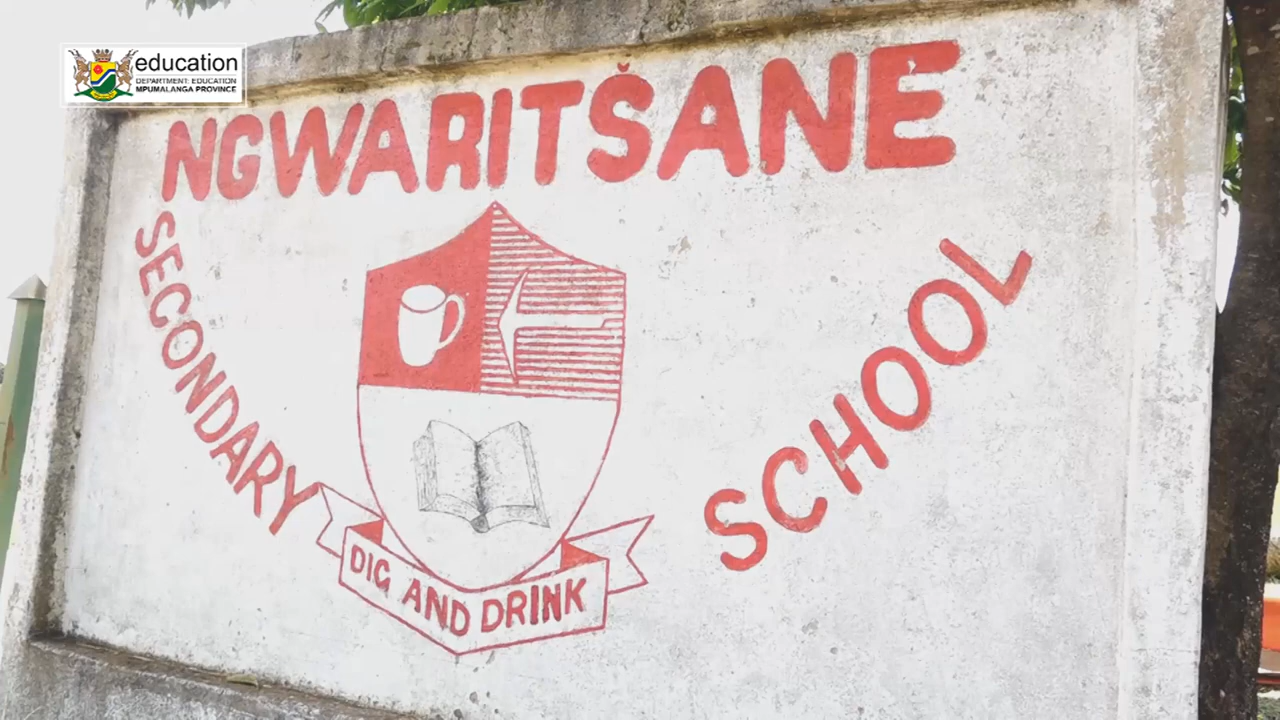 education
DEPARTMENT: EDUCATION
MPUMALANGA PROVINCE
NGWARITŠANE
SECONDARY
SCHOOL
DIG AND DRINK